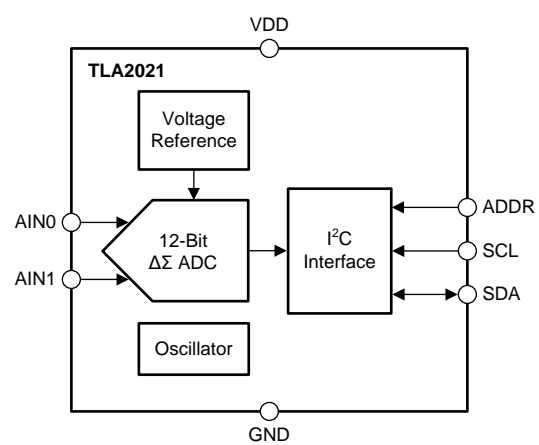 VDD
TLA2021
Voltage
Reference
AIN0
AIN1
12-Bit
ΔΣ ADC
I²C
Interface
ADDR
SCL
SDA
Oscillator
GND